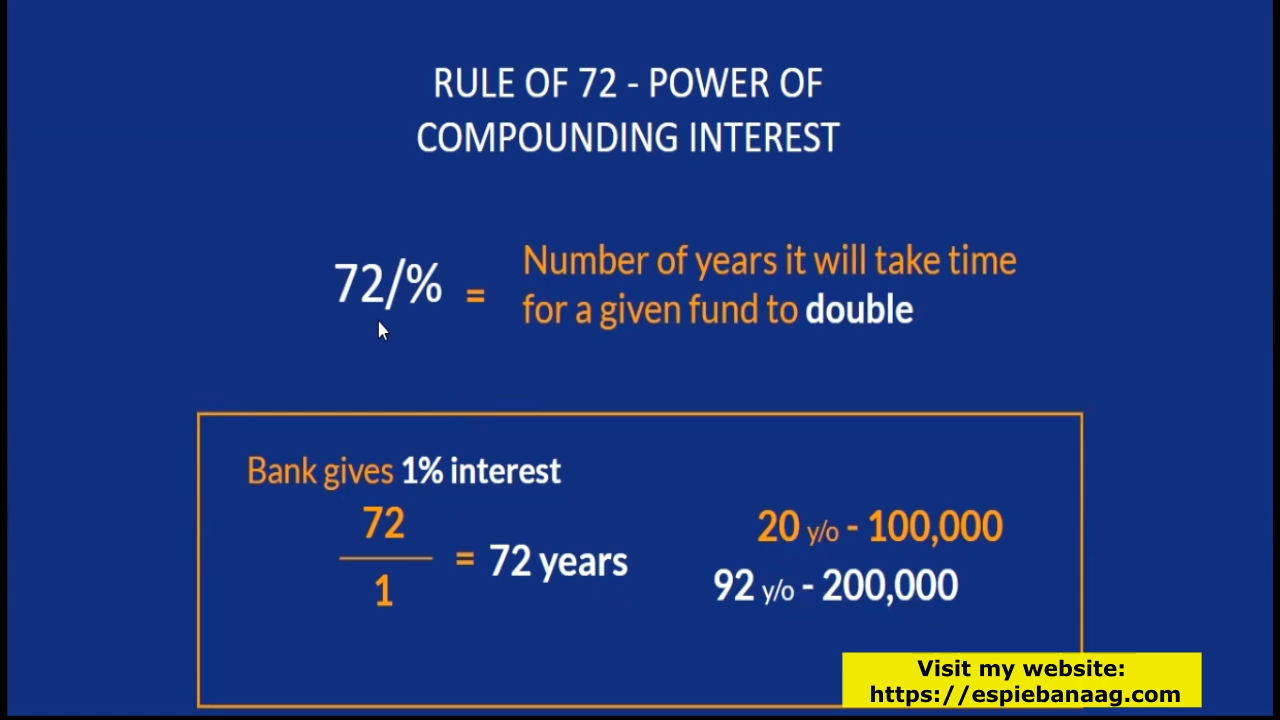 RULE OF 72 - POWER OF
COMPOUNDING INTEREST
72/% =
Number of years it will take time
for a given fund to double
Bank gives 1% interest
72
1
= 72 years
20 y/o - 100,000
92 y/o - 200,000
Visit my website:
https://espiebanaag.com